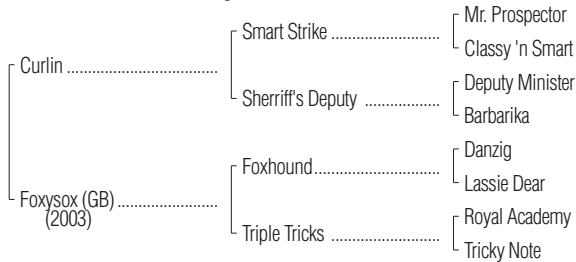 Mr. Prospector
Smart Strike ..............................
Classy 'n Smart
Curlin ..........................................
Deputy Minister
Sherriff's Deputy .....................
Barbarika
Danzig
Foxhound...................................
Lassie Dear
Foxysox (GB)............................
(2003)
Royal Academy
Triple Tricks ..............................
Tricky Note